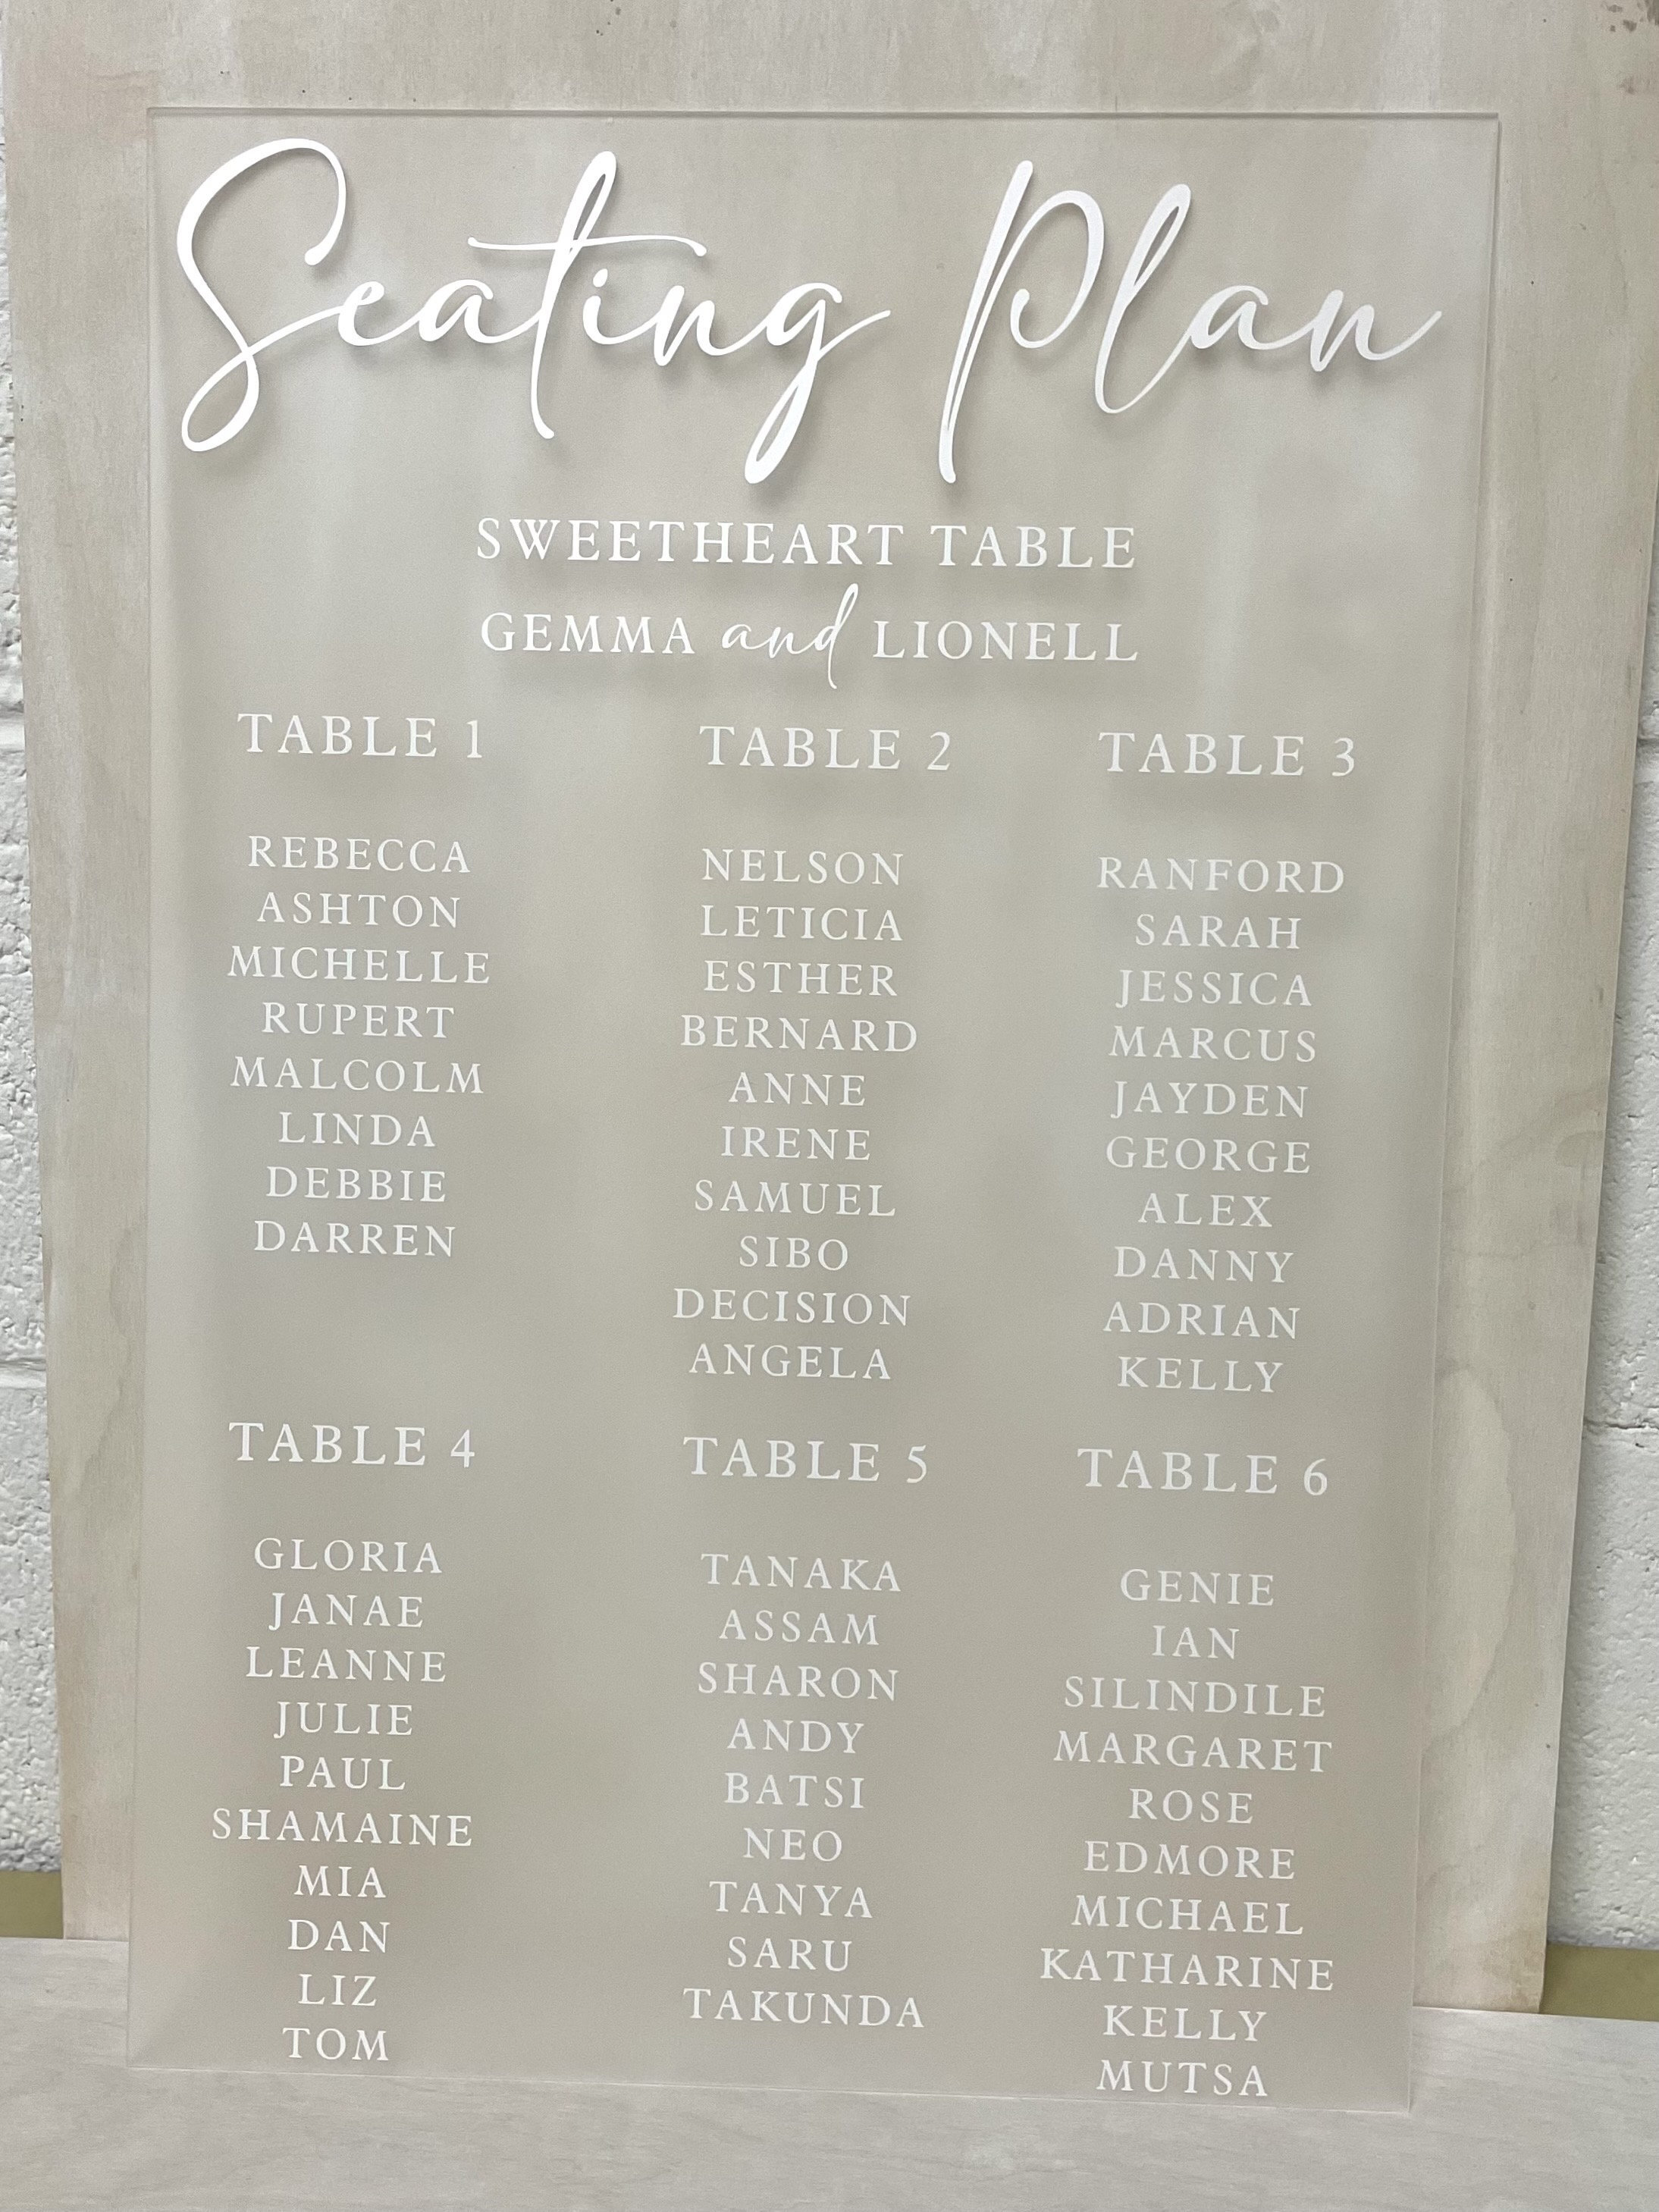 Seating Plan
SWEETHEART TABLE
GEMMA and LIONELL
TABLE 1
REBECCA
ASHTON
MICHELLE
RUPERT
MALCOLM
LINDA
DEBBIE
DARREN
TABLE 2
NELSON
LETICIA
ESTHER
BERNARD
ANNE
IRENE
SAMUEL
SIBO
DECISION
ANGELA
TABLE 3
RANFORD
SARAH
JESSICA
MARCUS
JAYDEN
GEORGE
ALEX
DANNY
ADRIAN
KELLY
TABLE 4
GLORIA
JANAE
LEANNE
JULIE
PAUL
SHAMAINE
MIA
DAN
LIZ
TOM
TABLE 5
TANAKA
ASSAM
SHARON
ANDY
BATSI
NEO
TANYA
SARU
TAKUNDA
TABLE 6
GENIE
IAN
SILINDILE
MARGARET
ROSE
EDMORE
MICHAEL
KATHARINE
KELLY
MUTSA